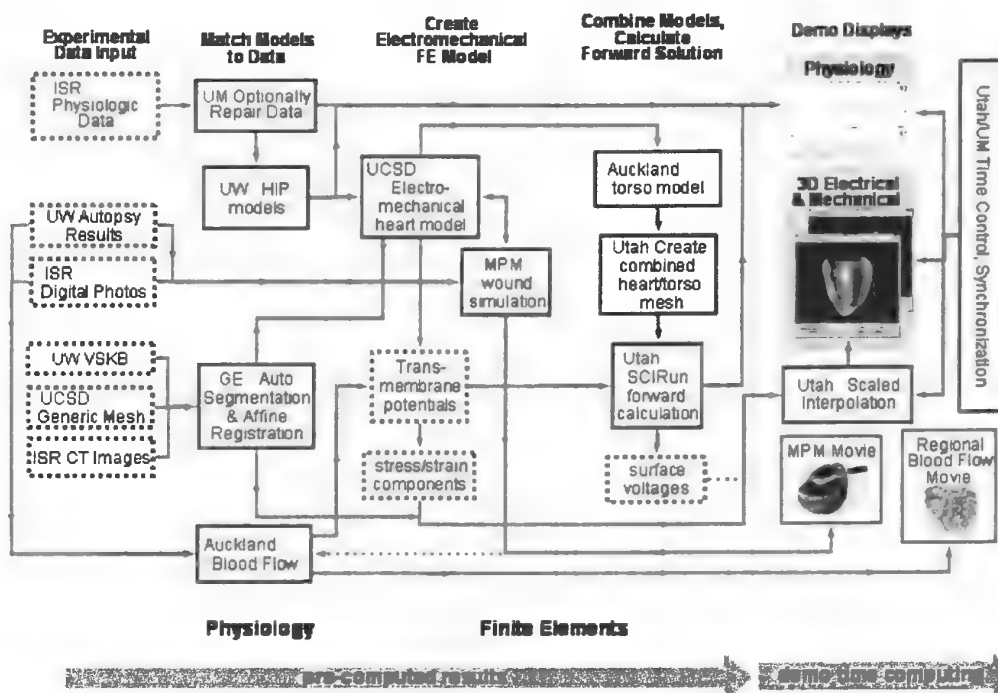 Experimental
Data Input
Match Models
to Data
Create
Electromechanical
FE Model
Combine Models,
Calculate
Forward Solution
Demo Displays
Physiology
ISR
Physiologic
Data
UM Optionally
Repair Data
UW HIP
models
UCSD
Electro-
mechanical
heart model
Auckland
torso model
3D Electrical
& Mechanical
Utah/UM Time Control, Synchronization
UW Autopsy
Results
ISR
Digital Photos
MPM
wound
simulation
Utah Create
combined
heart/torso
mesh
UW VSKB
UCSD
Generic Mesh
ISR CT Images
GE Auto
Segmentation
& Affine
Registration
Trans-
membrane
potentials
Utah
SCIRun
forward
calculation
Utah Scaled
Interpolation
stress/strain
components
surface
voltages
MPM Movie
Regional
Blood Flow
Movie
Auckland
Blood Flow
Physiology
Finite Elements
pre-computed results
demo-time computing